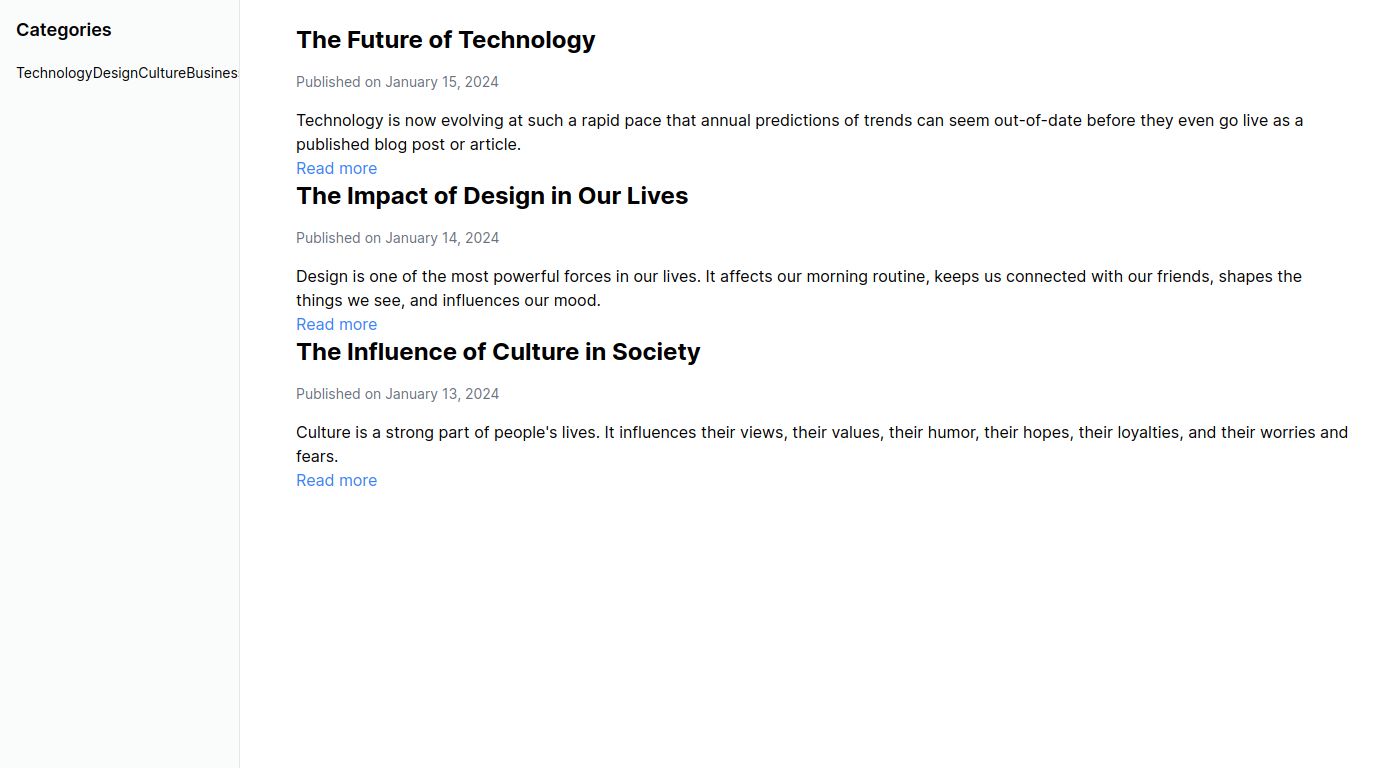 Categories
TechnologyDesignCultureBusines
The Future of Technology
Published on January 15, 2024
Technology is now evolving at such a rapid pace that annual predictions of trends can seem out-of-date before they even go live as a
published blog post or article.
Read more
The Impact of Design in Our Lives
Published on January 14, 2024
Design is one of the most powerful forces in our lives. It affects our morning routine, keeps us connected with our friends, shapes the
things we see, and influences our mood.
Read more
The Influence of Culture in Society
Published on January 13, 2024
Culture is a strong part of people's lives. It influences their views, their values, their humor, their hopes, their loyalties, and their worries and
fears.
Read more